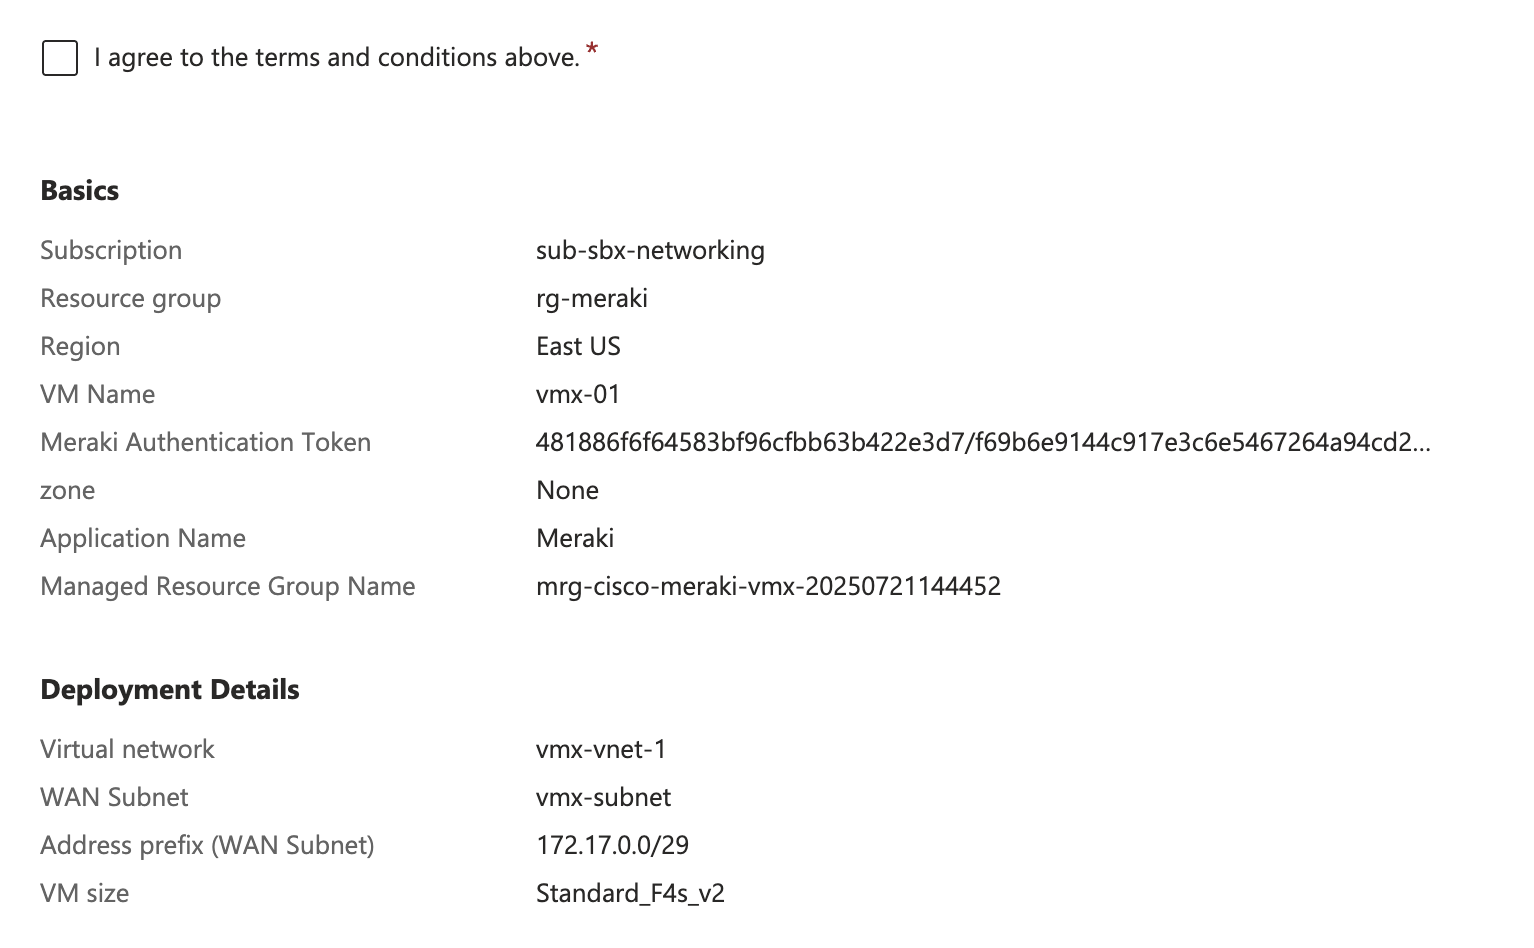 I agree to the terms and conditions above. *
Basics
Subscription sub-sbx-networking
Resource group rg-meraki
Region East US
VM Name vmx-01
Meraki Authentication Token 481886f6f64583bf96cfbb63b422e3d7/f69b6e9144c917e3c6e5467264a94cd2...
zone None
Application Name Meraki
Managed Resource Group Name mrg-cisco-meraki-vmx-20250721144452
Deployment Details
Virtual network vmx-vnet-1
WAN Subnet vmx-subnet
Address prefix (WAN Subnet) 172.17.0.0/29
VM size Standard_F4s_v2